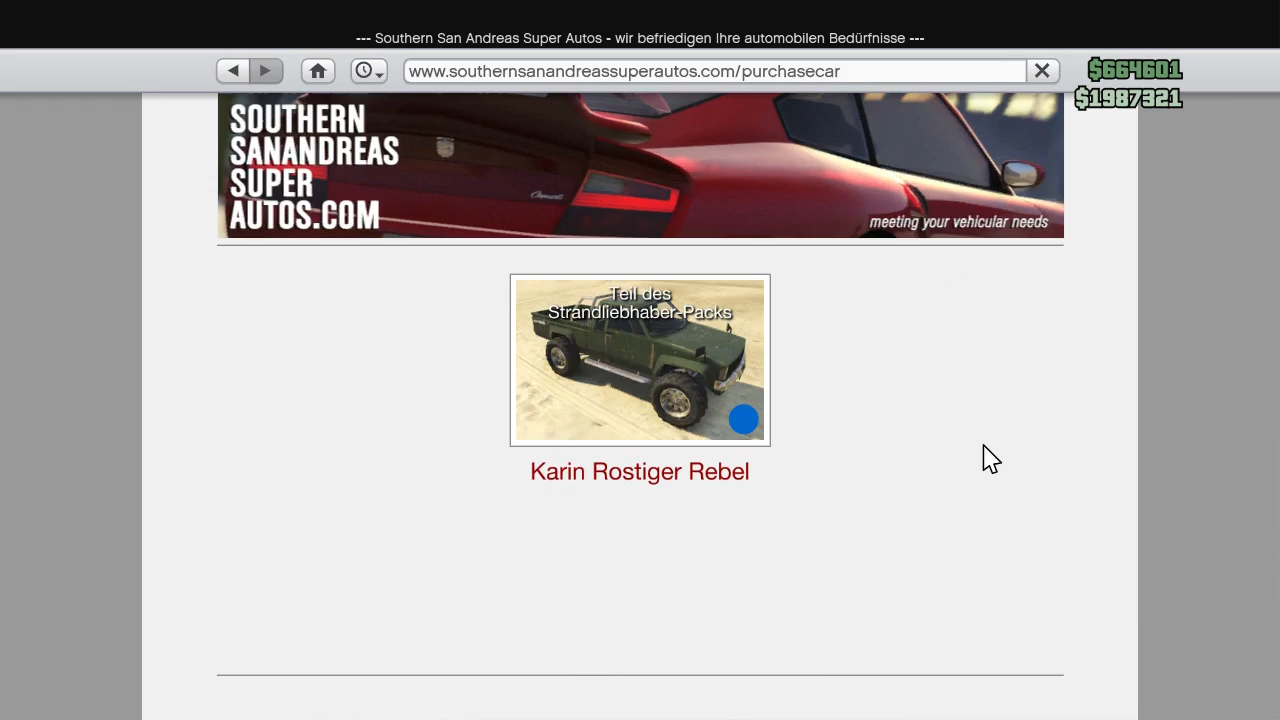 --- Southern San Andreas Super Autos - wir befriedigen Ihre automobilen Bedürfnisse ---
www.southernsanandreassuperautos.com/purchasecar
$664601
$1987321
SOUTHERN
SANANDREAS
SUPER
AUTOS.COM
meeting your vehicular needs
Teil des
Strandliebhaber-Packs
Karin Rostiger Rebel